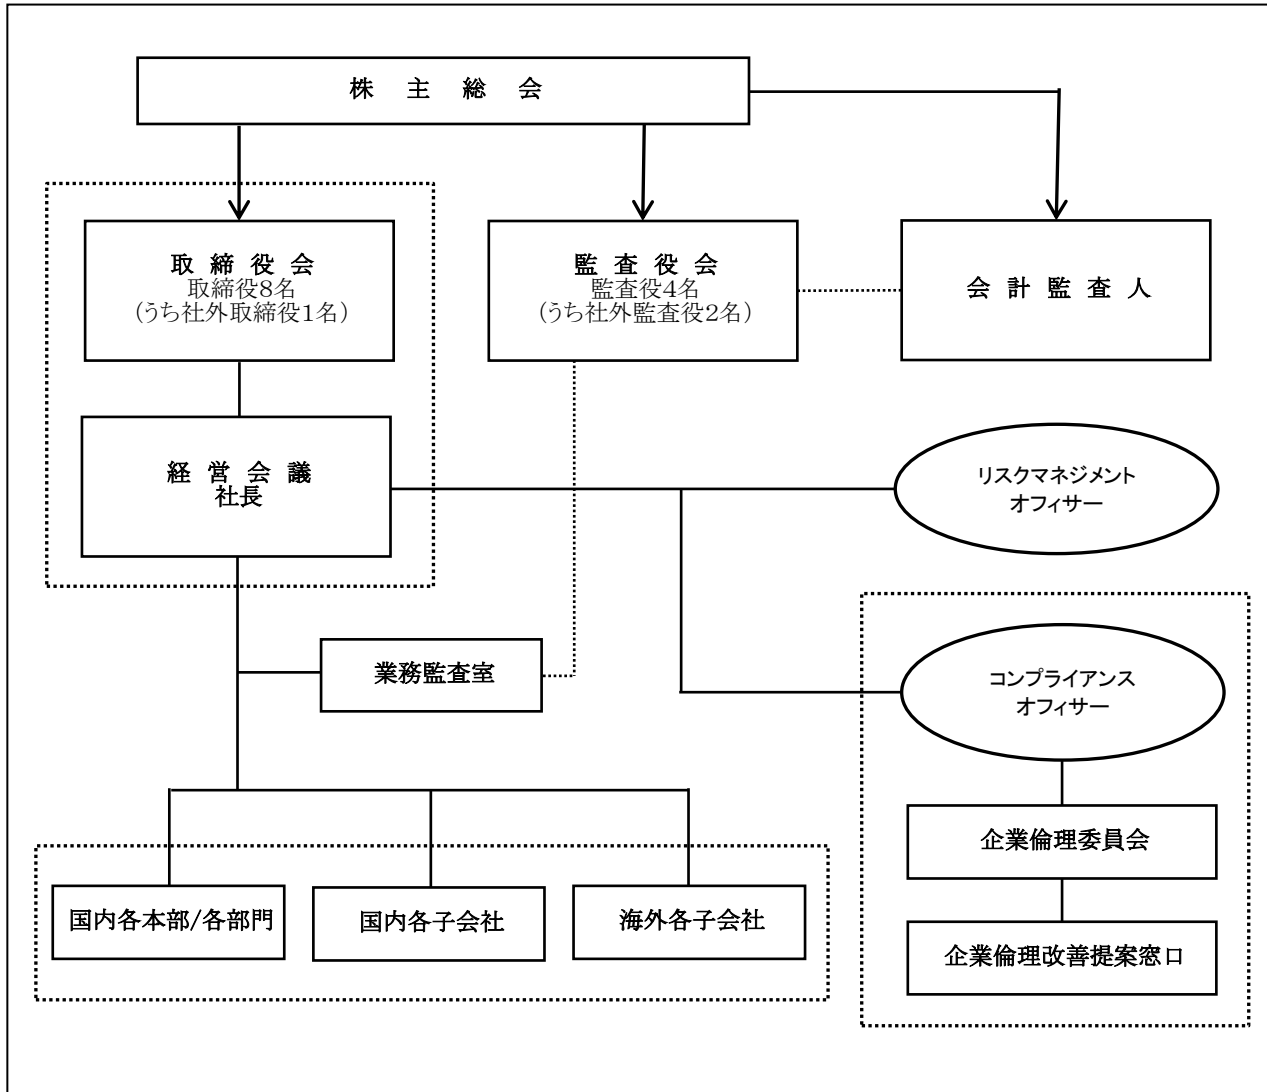 株主総会
取締役会
取締役8名
(うち社外取締役1名)
監査役会
監査役4名
(うち社外監査役2名)
会計監査人
経営会議
社長
リスクマネジメント
オフィサー
業務監査室
コンプライアンス
オフィサー
企業倫理委員会
国内各本部/各部門
国内各子会社
海外各子会社
企業倫理改善提案窓口